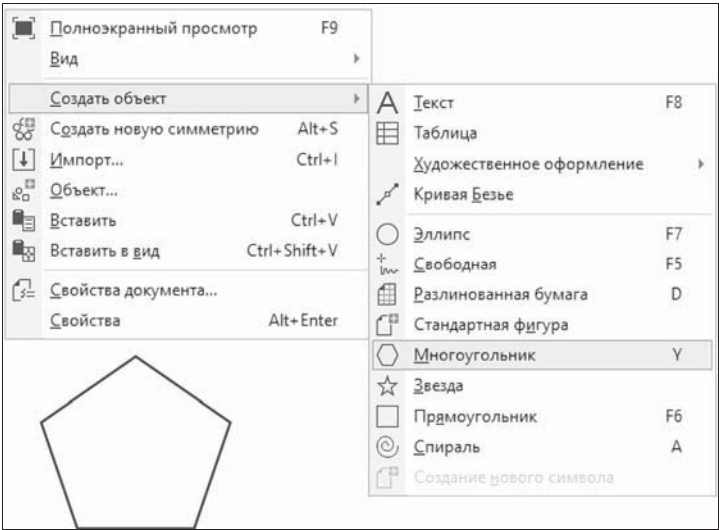 Полноэкранный просмотр F9
Вид
Создать объект
Создать новую симметрию Alt+S
Импорт... Ctrl+I
Объект...
Вставить Ctrl+V
Вставить в вид Ctrl+Shift+V
Свойства документа...
Свойства Alt+Enter
Текст F8
Таблица
Художественное оформление
Кривая Безье
Эллипс F7
Свободная F5
Разлинованная бумага D
Стандартная фигура
Многоугольник Y
Звезда
Прямоугольник F6
Спираль A
Создание нового символа